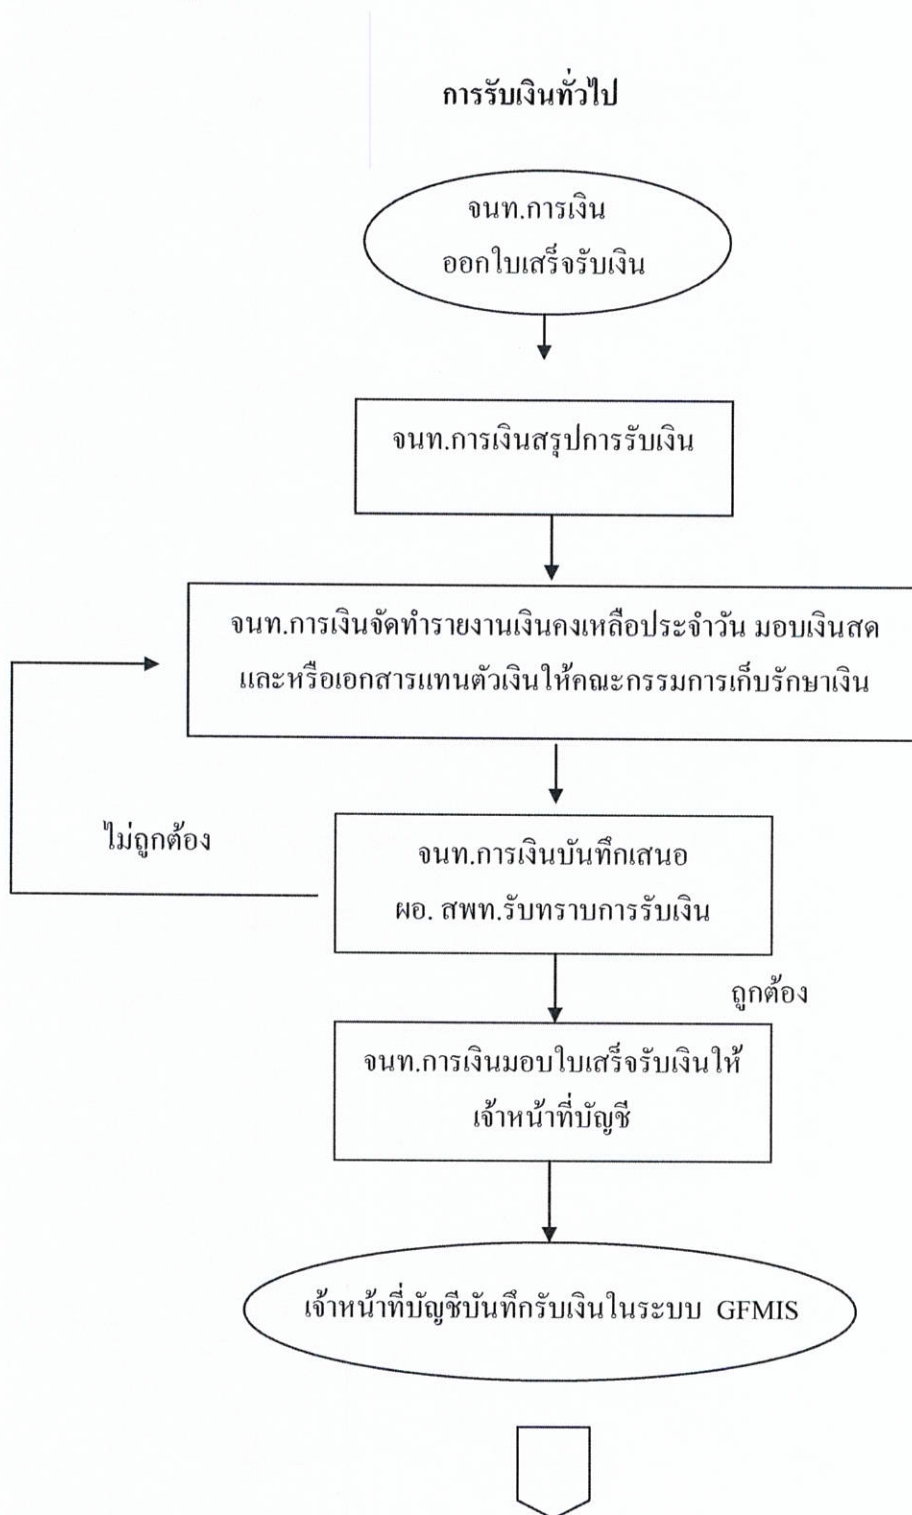 การรับเงินทั่วไป
จนท.การเงิน
ออกใบเสร็จรับเงิน
จนท.การเงินสรุปการรับเงิน
จนท.การเงินจัดทำรายงานเงินคงเหลือประจำวัน มอบเงินสด
และหรือเอกสารแทนตัวเงินให้คณะกรรมการเก็บรักษาเงิน
ไม่ถูกต้อง
จนท.การเงินบันทึกเสนอ
ผอ. สพท.รับทราบการรับเงิน
ถูกต้อง
จนท.การเงินมอบใบเสร็จรับเงินให้
เจ้าหน้าที่บัญชี
เจ้าหน้าที่บัญชีบันทึกรับเงินในระบบ GFMIS